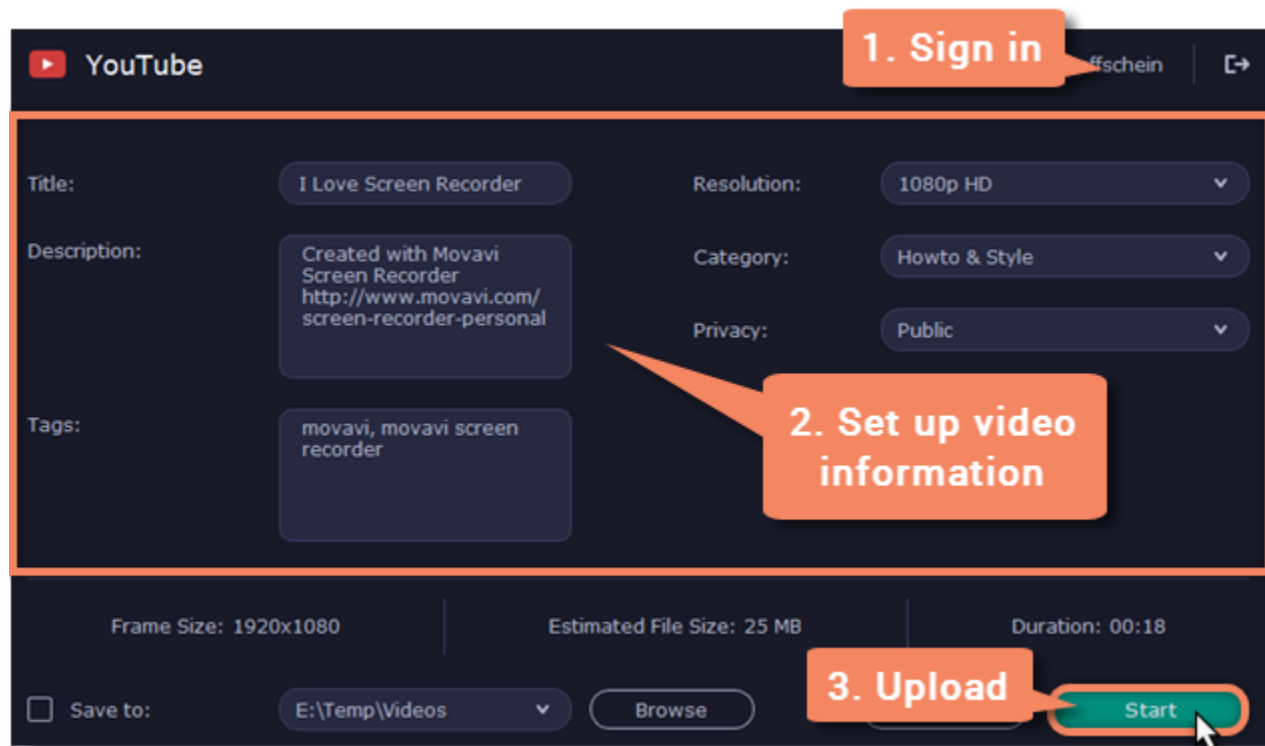 1. Sign in
YouTube
Title:
I Love Screen Recorder
Resolution:
1080p HD
Description:
Created with Movavi
Screen Recorder
http://www.movavi.com/
screen-recorder-personal
Category:
Howto & Style
Privacy:
Public
2. Set up video
information
Tags:
movavi, movavi screen
recorder
Frame Size: 1920x1080
Estimated File Size: 25 MB
Duration: 00:18
3. Upload
Save to:
E:\Temp\Videos
Browse
Start